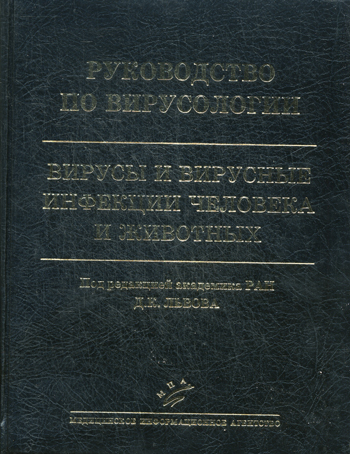 РУКОВОДСТВО
ПО ВИРУСОЛОГИИ
ВИРУСЫ И ВИРУСНЫЕ
ИНФЕКЦИИ ЧЕЛОВЕКА
И ЖИВОТНЫХ
Под редакцией академика РАН
Д.К. ЛЬВОВА
МИА
МЕДИЦИНСКОЕ ИНФОРМАЦИОННОЕ АГЕНТСТВО